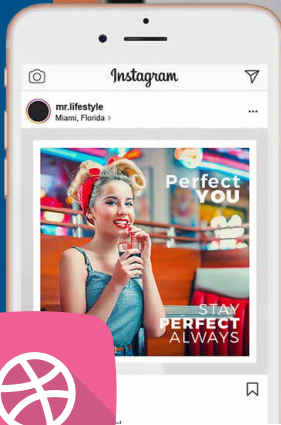 Instagram
mr.lifestyle
Miami, Florida >
Perfect
YOU
STAY
PERFECT
ALWAYS